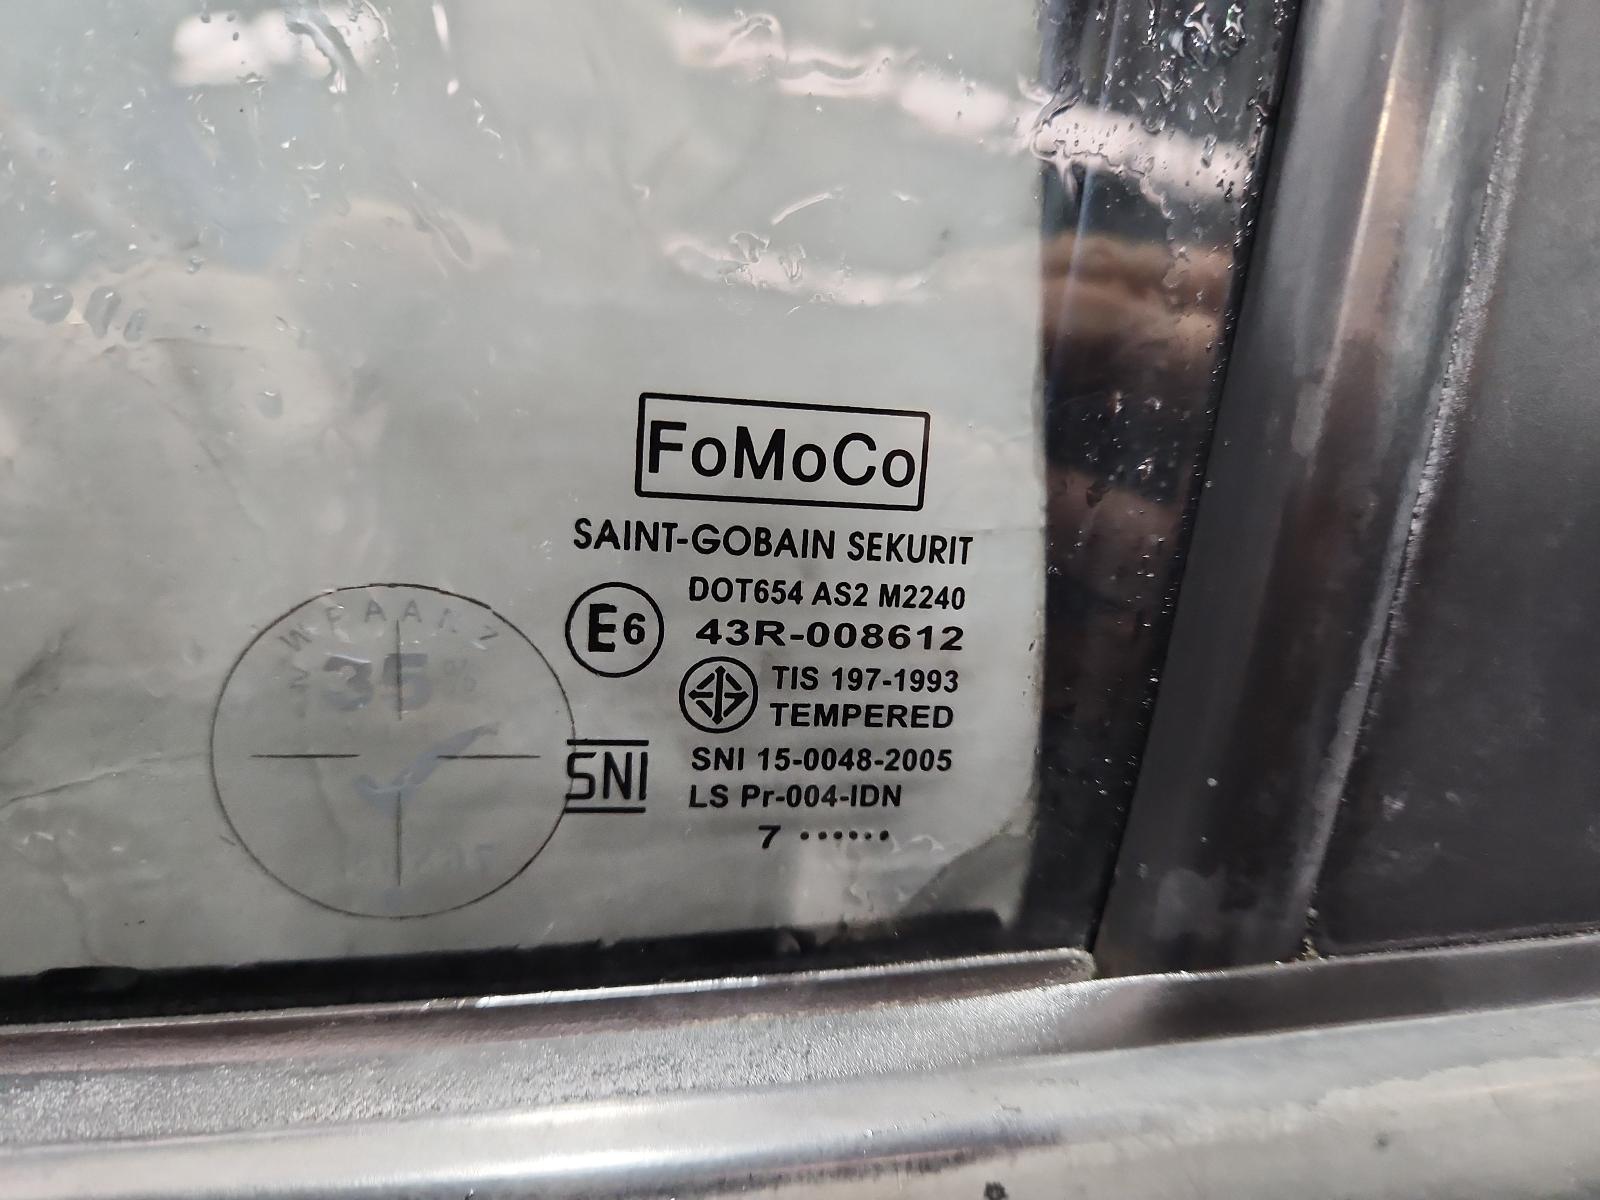 FoMoCo
SAINT-GOBAIN SEKURIT
DOT654 AS2 M2240
E6 43R-008612
TIS 197-1993
TEMPERED
SNI
SNI 15-0048-2005
LS Pr-004-IDN
7 ······
35%